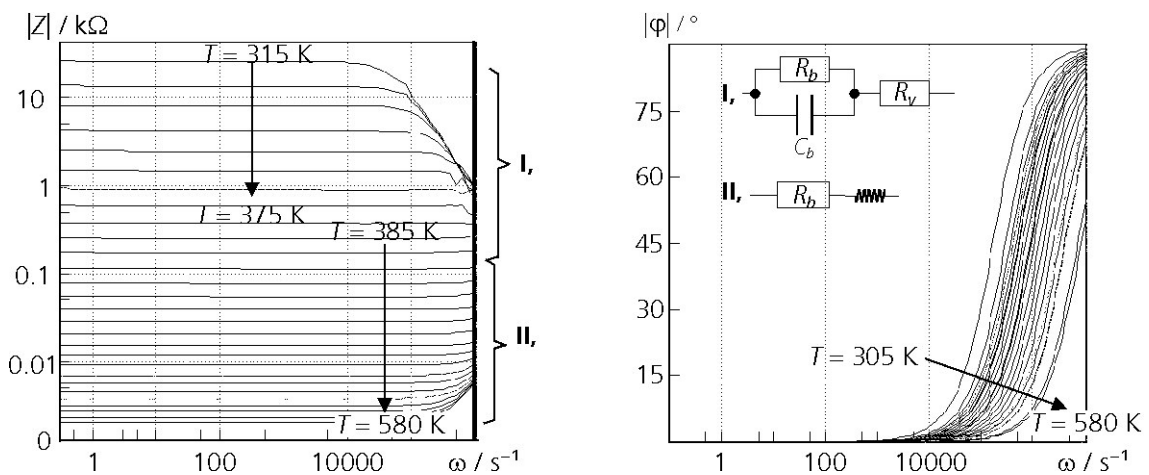 |Z| / kΩ
T = 315 K
10
1
T = 375 K
T = 385 K
0.1
0.01
T = 580 K
0
1
100
10000
ω / s⁻¹
I,
II,
|φ| / °
75
60
45
30
15
I,
R_b
C_b
R_v
II,
R_b
T = 305 K
T = 580 K
1
100
10000
ω / s⁻¹